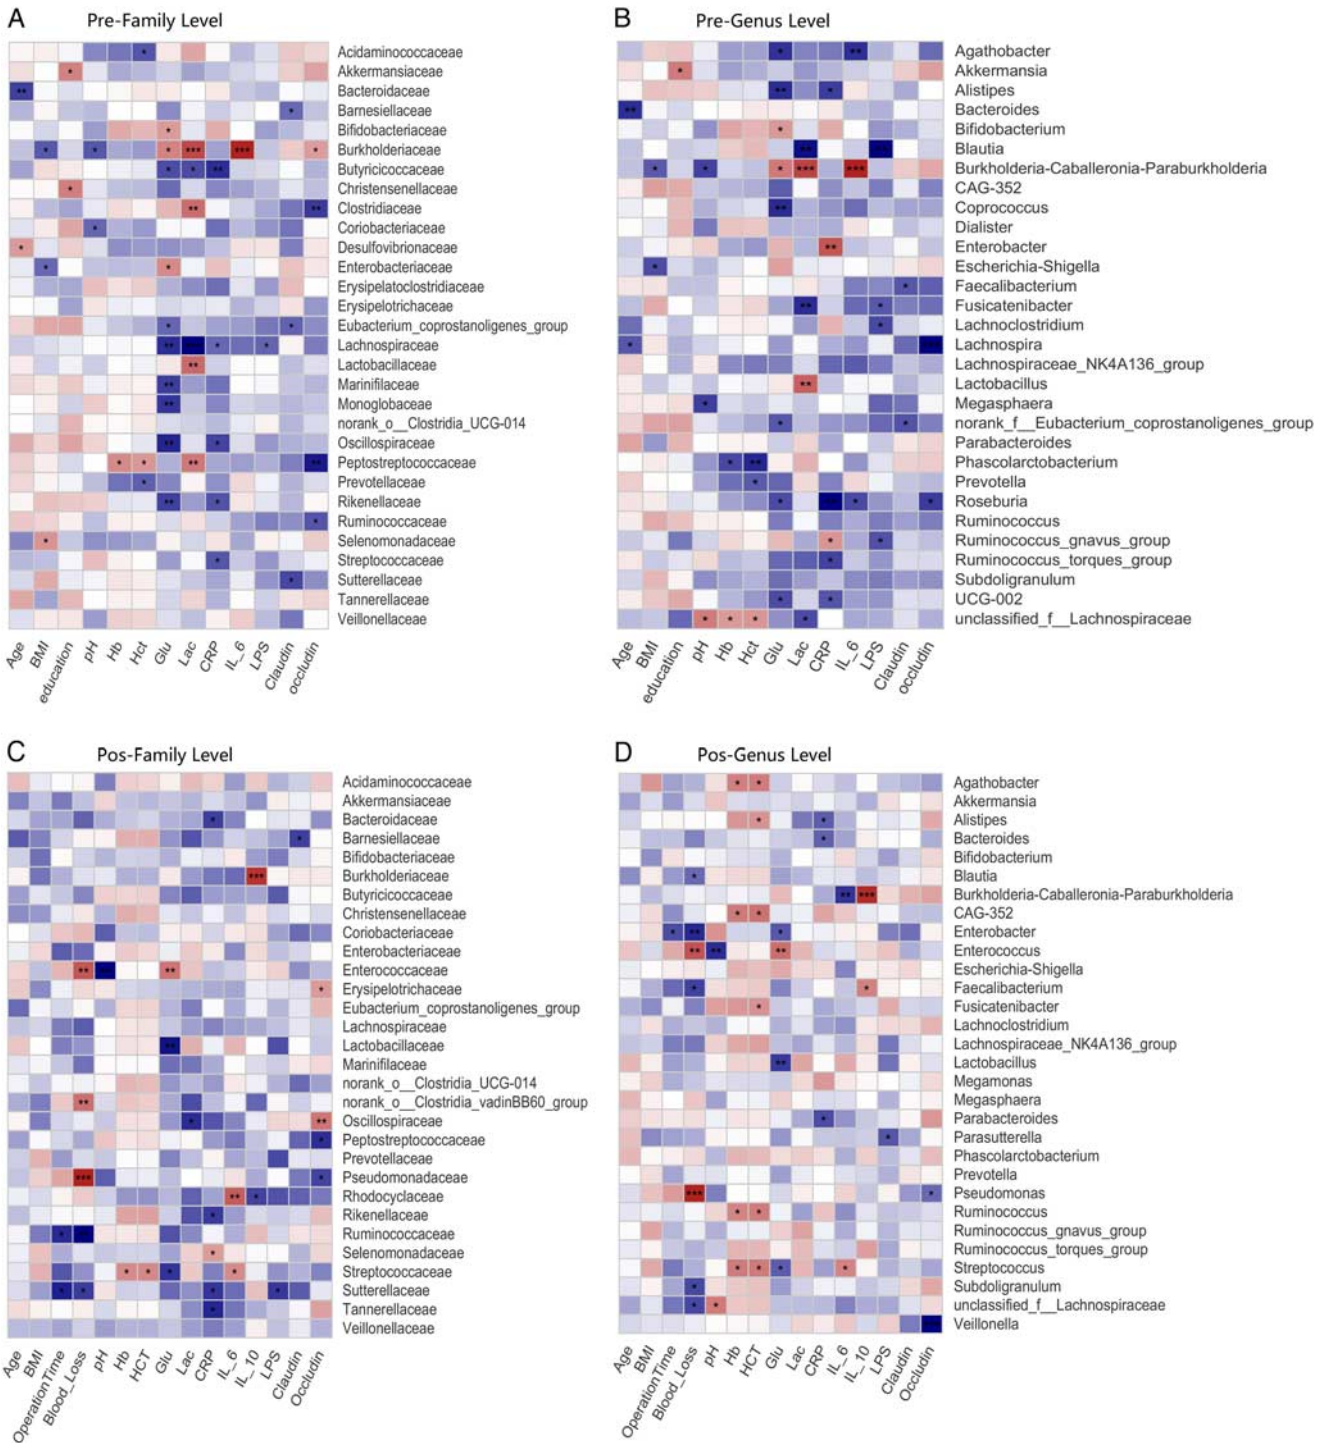 A
Pre-Family Level
Acidaminococcaceae
Akkermansiaceae
Bacteroidaceae
Barnesiellaceae
Bifidobacteriaceae
Burkholderiaceae
Butyricicoccaceae
Christensenellaceae
Clostridiaceae
Coriobacteriaceae
Desulfovibrionaceae
Enterobacteriaceae
Erysipelatoclostridiaceae
Erysipelotrichaceae
Eubacterium_coprostanoligenes_group
Lachnospiraceae
Lactobacillaceae
Marinifilaceae
Monoglobaceae
norank_o__Clostridia_UCG-014
Oscillospiraceae
Peptostreptococcaceae
Prevotellaceae
Rikenellaceae
Ruminococcaceae
Selenomonadaceae
Streptococcaceae
Sutterellaceae
Tannerellaceae
Veillonellaceae
Age
BMI
education
pH
Hb
Hct
Glu
Lac
CRP
IL_6
LPS
Claudin
occludin
B
Pre-Genus Level
Agathobacter
Akkermansia
Alistipes
Bacteroides
Bifidobacterium
Blautia
Burkholderia-Caballeronia-Paraburkholderia
CAG-352
Coprococcus
Dialister
Enterobacter
Escherichia-Shigella
Faecalibacterium
Fusicatenibacter
Lachnoclostridium
Lachnospira
Lachnospiraceae_NK4A136_group
Lactobacillus
Megasphaera
norank_f__Eubacterium_coprostanoligenes_group
Parabacteroides
Phascolarctobacterium
Prevotella
Roseburia
Ruminococcus
Ruminococcus_gnavus_group
Ruminococcus_torques_group
Subdoligranulum
UCG-002
unclassified_f__Lachnospiraceae
Age
BMI
education
pH
Hb
Hct
Glu
Lac
CRP
IL_6
LPS
Claudin
occludin
C
Pos-Family Level
Acidaminococcaceae
Akkermansiaceae
Bacteroidaceae
Barnesiellaceae
Bifidobacteriaceae
Burkholderiaceae
Butyricicoccaceae
Christensenellaceae
Coriobacteriaceae
Enterobacteriaceae
Enterococcaceae
Erysipelotrichaceae
Eubacterium_coprostanoligenes_group
Lachnospiraceae
Lactobacillaceae
Marinifilaceae
norank_o__Clostridia_UCG-014
norank_o__Clostridia_vadinBB60_group
Oscillospiraceae
Peptostreptococcaceae
Prevotellaceae
Pseudomonadaceae
Rhodocyclaceae
Rikenellaceae
Ruminococcaceae
Selenomonadaceae
Streptococcaceae
Sutterellaceae
Tannerellaceae
Veillonellaceae
Age
BMI
OperationTime
Blood_Loss
pH
Hb
HCT
Glu
Lac
CRP
IL_6
IL_10
LPS
Claudin
Occludin
D
Pos-Genus Level
Agathobacter
Akkermansia
Alistipes
Bacteroides
Bifidobacterium
Blautia
Burkholderia-Caballeronia-Paraburkholderia
CAG-352
Enterobacter
Enterococcus
Escherichia-Shigella
Faecalibacterium
Fusicatenibacter
Lachnoclostridium
Lachnospiraceae_NK4A136_group
Lactobacillus
Megamonas
Megasphaera
Parabacteroides
Parasutterella
Phascolarctobacterium
Prevotella
Pseudomonas
Ruminococcus
Ruminococcus_gnavus_group
Ruminococcus_torques_group
Streptococcus
Subdoligranulum
unclassified_f__Lachnospiraceae
Veillonella
Age
BMI
OperationTime
Blood_Loss
pH
Hb
HCT
Glu
Lac
CRP
IL_6
IL_10
LPS
Claudin
Occludin